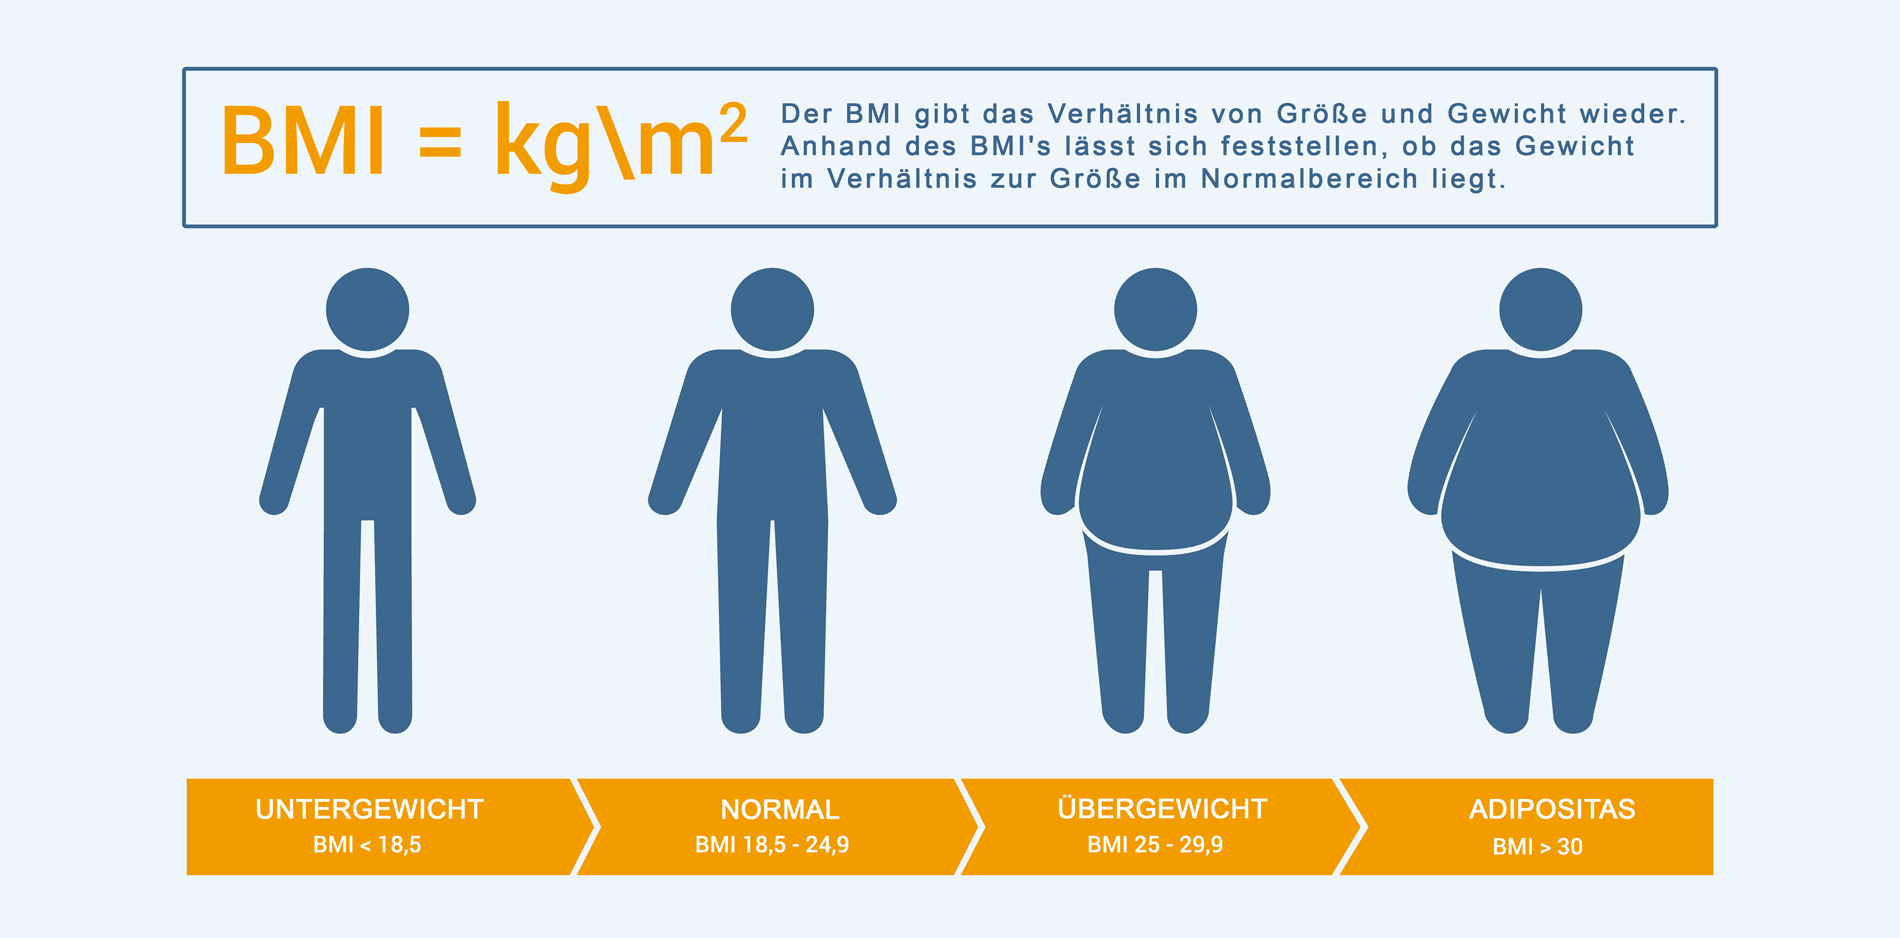 BMI = kg\m²
Der BMI gibt das Verhältnis von Größe und Gewicht wieder.
Anhand des BMI's lässt sich feststellen, ob das Gewicht
im Verhältnis zur Größe im Normalbereich liegt.
UNTERGEWICHT
BMI < 18,5
NORMAL
BMI 18,5 - 24,9
ÜBERGEWICHT
BMI 25 - 29,9
ADIPOSITAS
BMI > 30